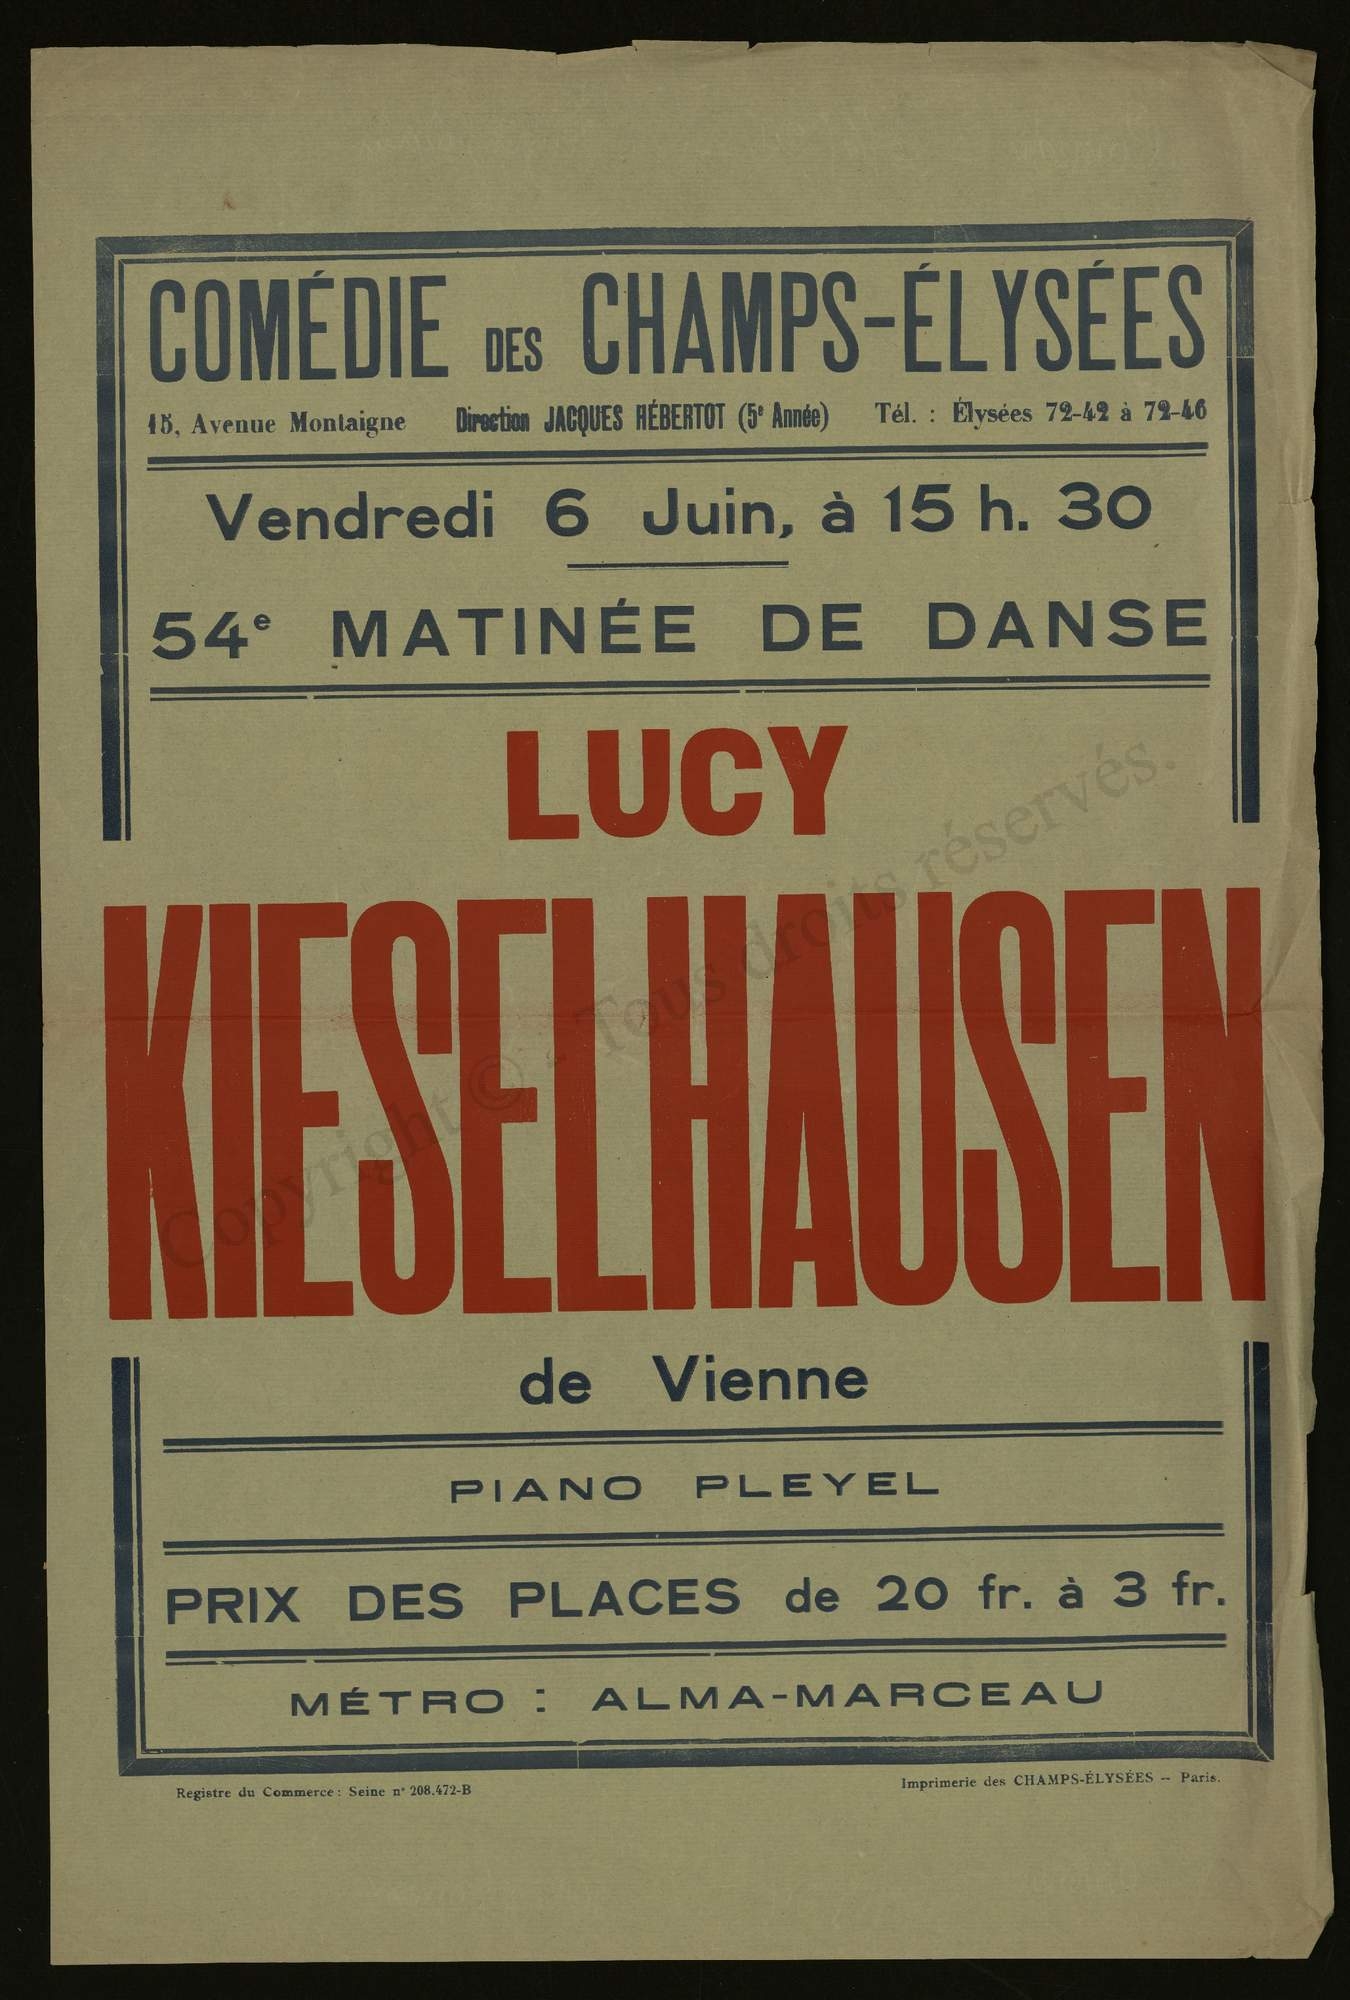 COMÉDIE DES CHAMPS-ÉLYSÉES
15, Avenue Montaigne Direction JACQUES HÉBERTOT (5e Année) Tél. : Élysées 72-42 à 72-46
Vendredi 6 Juin, à 15 h. 30
54e MATINÉE DE DANSE
LUCY
KIESELHAUSEN
de Vienne
PIANO PLEYEL
PRIX DES PLACES de 20 fr. à 3 fr.
MÉTRO : ALMA-MARCEAU
Registre du Commerce : Seine n° 208.472-B
Imprimerie des CHAMPS-ÉLYSÉES -- Paris.
Copyright © - Tous droits réservés.